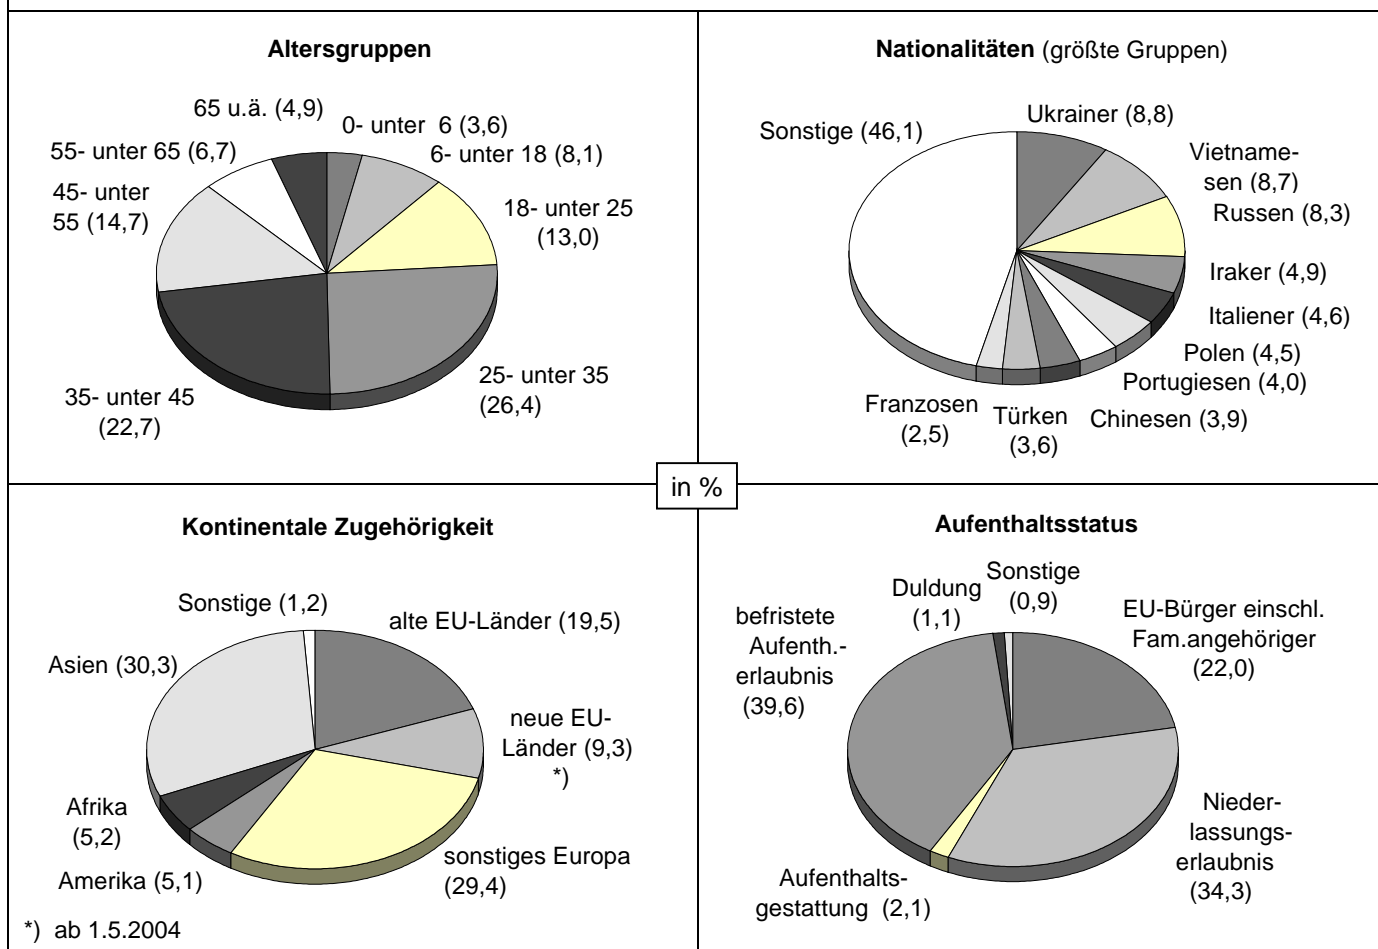 Altersgruppen
65 u.ä. (4,9)
0- unter 6 (3,6)
6- unter 18 (8,1)
18- unter 25
(13,0)
25- unter 35
(26,4)
35- unter 45
(22,7)
45- unter
55 (14,7)
55- unter 65 (6,7)
Nationalitäten (größte Gruppen)
Sonstige (46,1)
Ukrainer (8,8)
Vietname-
sen (8,7)
Russen (8,3)
Iraker (4,9)
Italiener (4,6)
Polen (4,5)
Portugiesen (4,0)
Chinesen (3,9)
Türken
(3,6)
Franzosen
(2,5)
in %
Kontinentale Zugehörigkeit
Sonstige (1,2)
alte EU-Länder (19,5)
neue EU-
Länder (9,3)
*)
sonstiges Europa
(29,4)
Amerika (5,1)
Afrika
(5,2)
Asien (30,3)
*) ab 1.5.2004
Aufenthaltsstatus
Duldung
(1,1)
Sonstige
(0,9)
EU-Bürger einschl.
Fam.angehöriger
(22,0)
Nieder-
lassungs-
erlaubnis
(34,3)
Aufenthalts-
gestattung (2,1)
befristete
Aufenth.-
erlaubnis
(39,6)